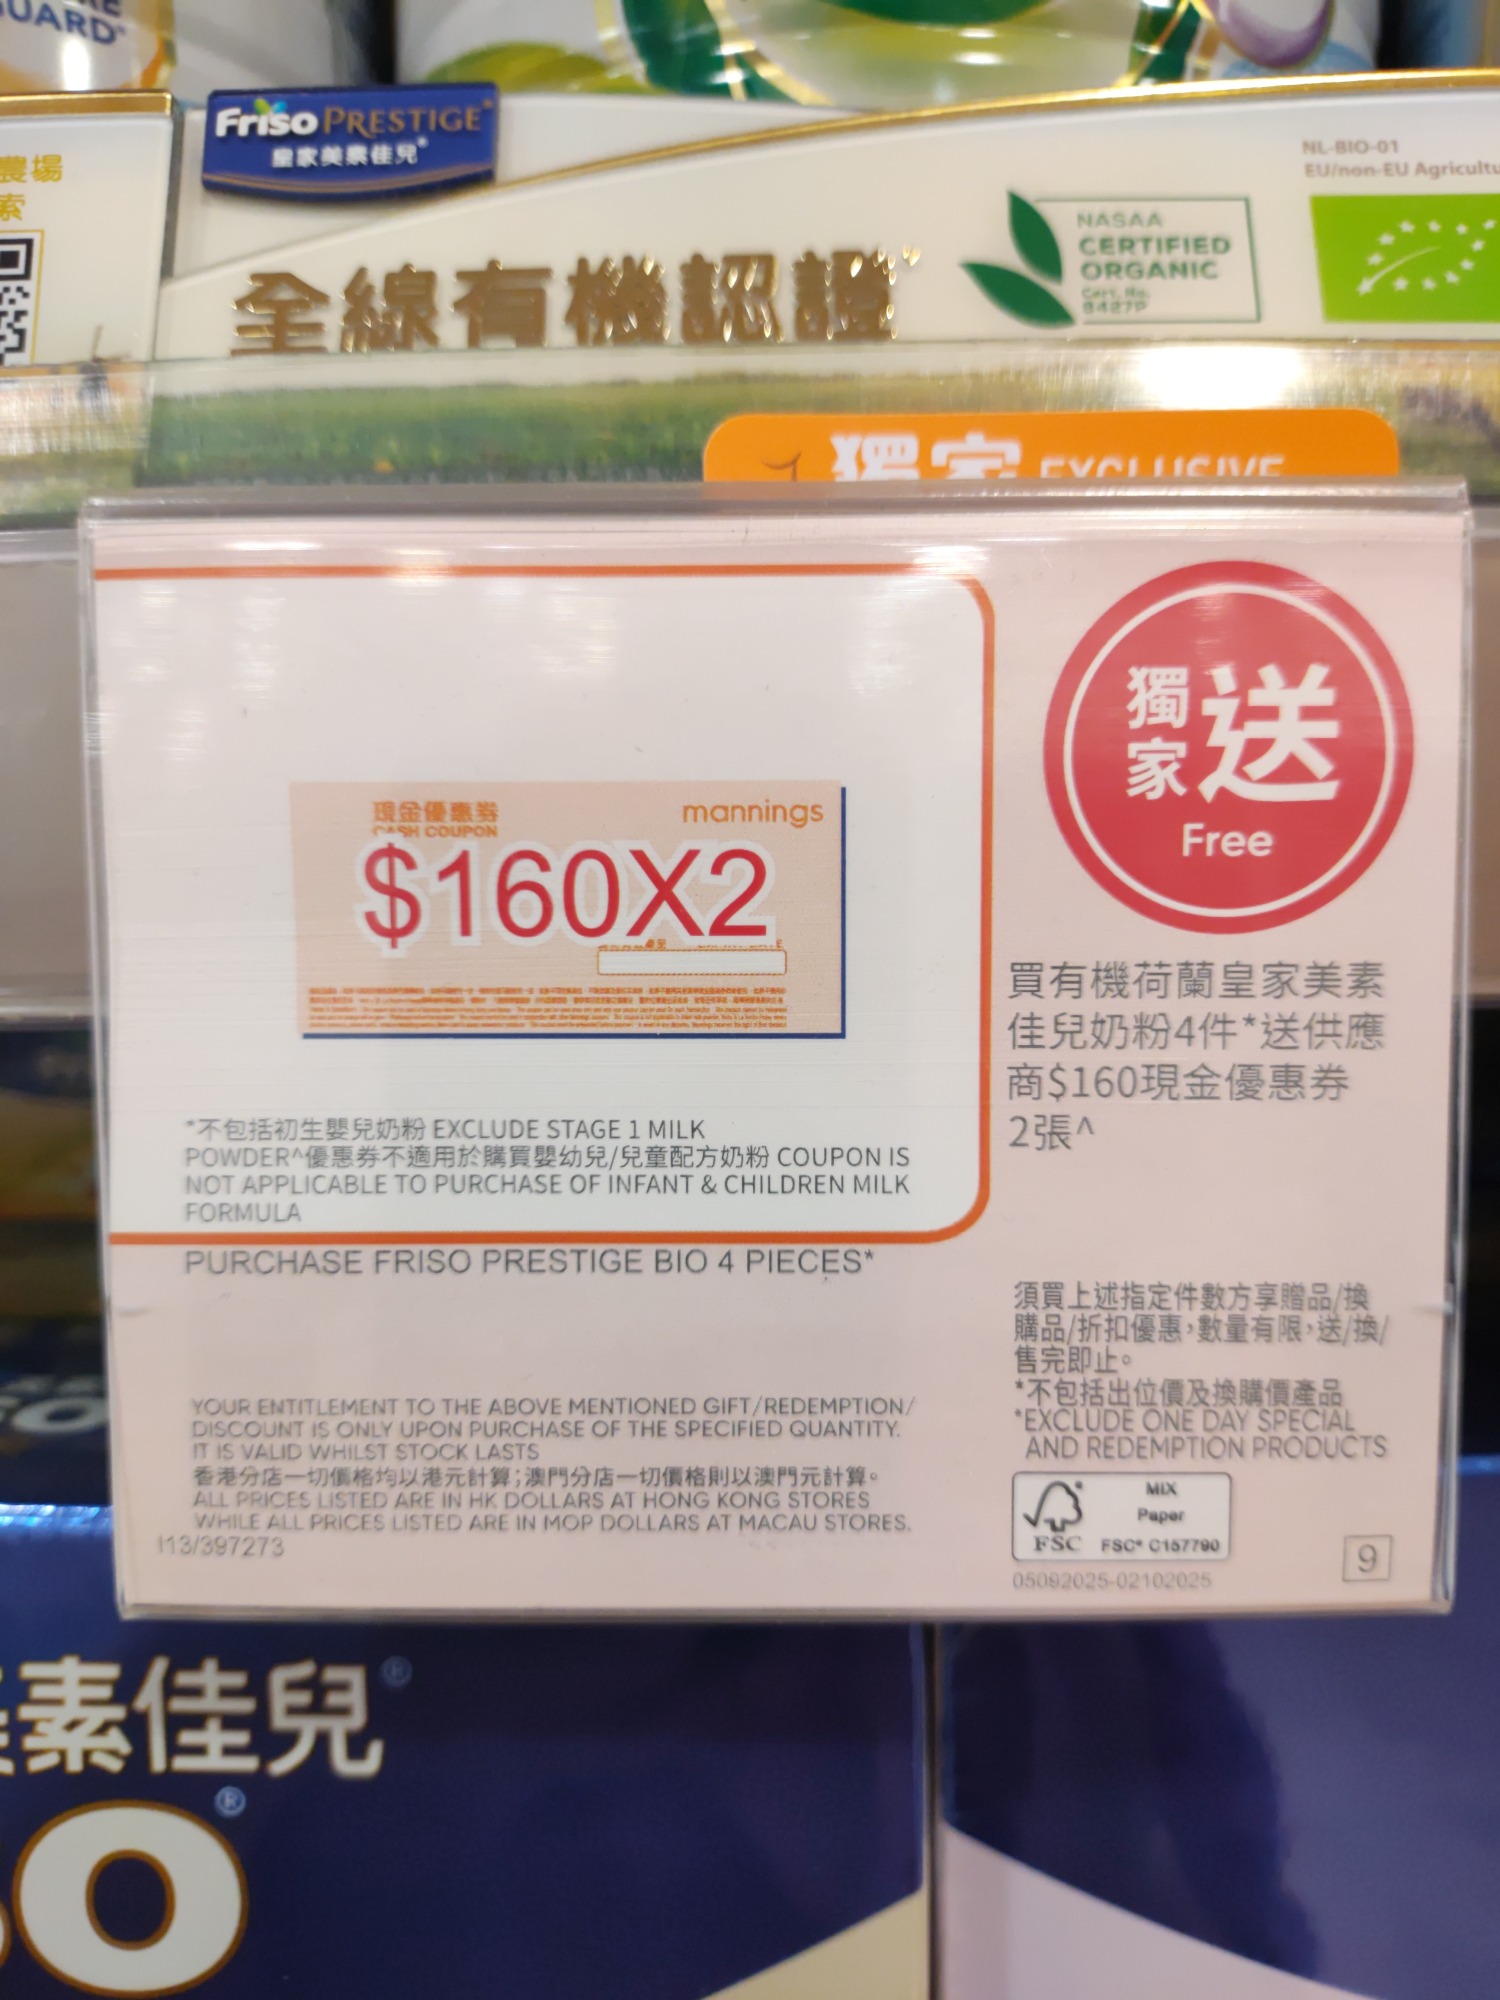 GUARD
Friso PRESTIGE
皇家美素佳兒®
農場
索
NL-BIO-01
EU/non-EU Agricultu
全線有機認證
NASAA
CERTIFIED
ORGANIC
Cert. No.
8427P
獨家 EXCLUSIVE
現金優惠券
CASH COUPON
mannings
$160X2
獨家
送
Free
買有機荷蘭皇家美素
佳兒奶粉4件*送供應
商$160現金優惠券
2張^
*不包括初生嬰兒奶粉 EXCLUDE STAGE 1 MILK
POWDER^優惠券不適用於購買嬰幼兒/兒童配方奶粉 COUPON IS
NOT APPLICABLE TO PURCHASE OF INFANT & CHILDREN MILK
FORMULA
PURCHASE FRISO PRESTIGE BIO 4 PIECES*
須買上述指定件數方享贈品/換
購品/折扣優惠，數量有限，送/換/
售完即止。
*不包括出位價及換購價產品
*EXCLUDE ONE DAY SPECIAL
AND REDEMPTION PRODUCTS
YOUR ENTITLEMENT TO THE ABOVE MENTIONED GIFT/REDEMPTION/
DISCOUNT IS ONLY UPON PURCHASE OF THE SPECIFIED QUANTITY.
IT IS VALID WHILST STOCK LASTS
香港分店一切價格均以港元計算；澳門分店一切價格則以澳門元計算。
ALL PRICES LISTED ARE IN HK DOLLARS AT HONG KONG STORES
WHILE ALL PRICES LISTED ARE IN MOP DOLLARS AT MACAU STORES.
I13/397273
MIX
Paper
FSC
FSC® C157790
05092025-02102025
9
素佳兒®
O®